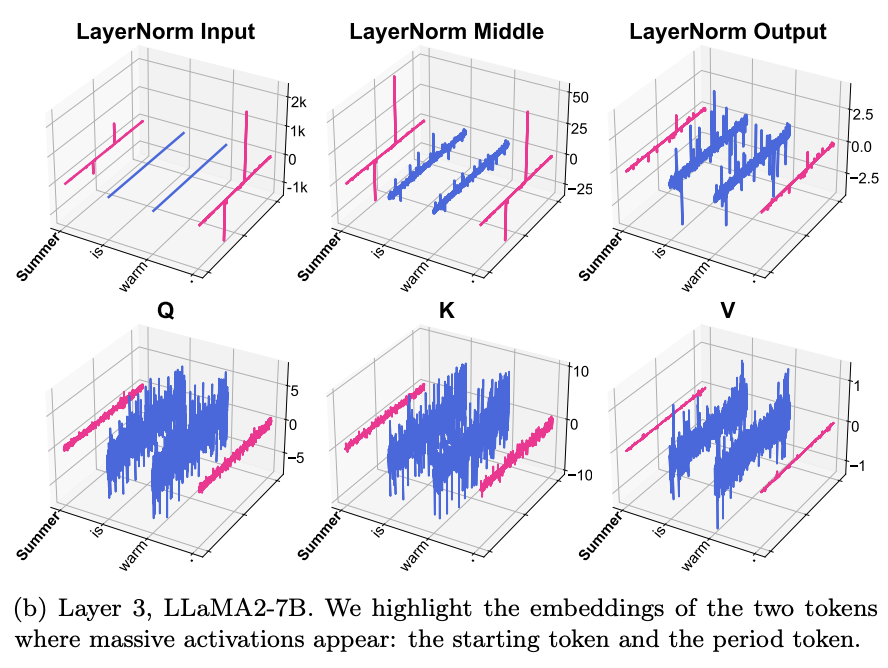 LayerNorm Input LayerNorm Middle LayerNorm Output
2k
1k
0
-1k
Summer
is
warm
.
50
25
0
−25
Summer
is
warm
.
2.5
0.0
−2.5
Summer
is
warm
.
Q K V
5
0
−5
Summer
is
warm
.
10
0
−10
Summer
is
warm
.
1
0
−1
Summer
is
warm
.
(b) Layer 3, LLaMA2-7B. We highlight the embeddings of the two tokens
where massive activations appear: the starting token and the period token.